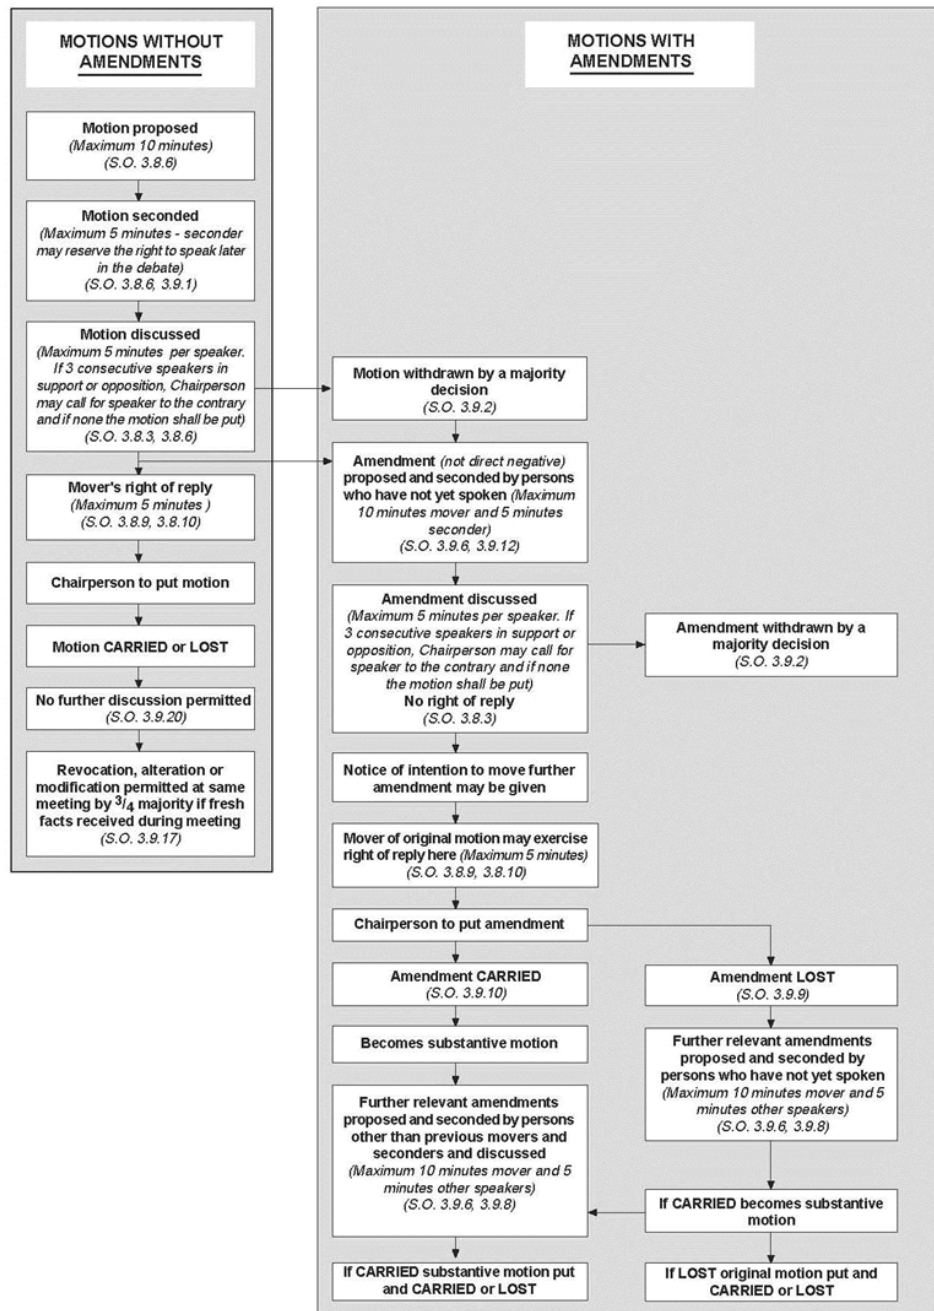 MOTIONS WITHOUT
AMENDMENTS
Motion proposed
(Maximum 10 minutes)
(S.O. 3.8.6)
Motion seconded
(Maximum 5 minutes - seconder
may reserve the right to speak later
in the debate)
(S.O. 3.8.6, 3.9.1)
Motion discussed
(Maximum 5 minutes per speaker.
If 3 consecutive speakers in
support or opposition, Chairperson
may call for speaker to the contrary
and if none the motion shall be put)
(S.O. 3.8.3, 3.8.6)
Mover's right of reply
(Maximum 5 minutes )
(S.O. 3.8.9, 3.8.10)
Chairperson to put motion
Motion CARRIED or LOST
No further discussion permitted
(S.O. 3.9.20)
Revocation, alteration or
modification permitted at same
meeting by 3/4 majority if fresh
facts received during meeting
(S.O. 3.9.17)
MOTIONS WITH
AMENDMENTS
Motion withdrawn by a majority
decision
(S.O. 3.9.2)
Amendment (not direct negative)
proposed and seconded by persons
who have not yet spoken (Maximum
10 minutes mover and 5 minutes
seconder)
(S.O. 3.9.6, 3.9.12)
Amendment discussed
(Maximum 5 minutes per speaker. If
3 consecutive speakers in support or
opposition, Chairperson may call for
speaker to the contrary and if none
the motion shall be put)
No right of reply
(S.O. 3.8.3)
Amendment withdrawn by a
majority decision
(S.O. 3.9.2)
Notice of intention to move further
amendment may be given
Mover of original motion may exercise
right of reply here (Maximum 5 minutes)
(S.O. 3.8.9, 3.8.10)
Chairperson to put amendment
Amendment CARRIED
(S.O. 3.9.10)
Becomes substantive motion
Further relevant amendments
proposed and seconded by persons
other than previous movers and
seconders and discussed
(Maximum 10 minutes mover and 5
minutes other speakers)
(S.O. 3.9.6, 3.9.8)
If CARRIED substantive motion put
and CARRIED or LOST
Amendment LOST
(S.O. 3.9.9)
Further relevant amendments
proposed and seconded by
persons who have not yet spoken
(Maximum 10 minutes mover and 5
minutes other speakers)
(S.O. 3.9.6, 3.9.8)
If CARRIED becomes substantive
motion
If LOST original motion put and
CARRIED or LOST